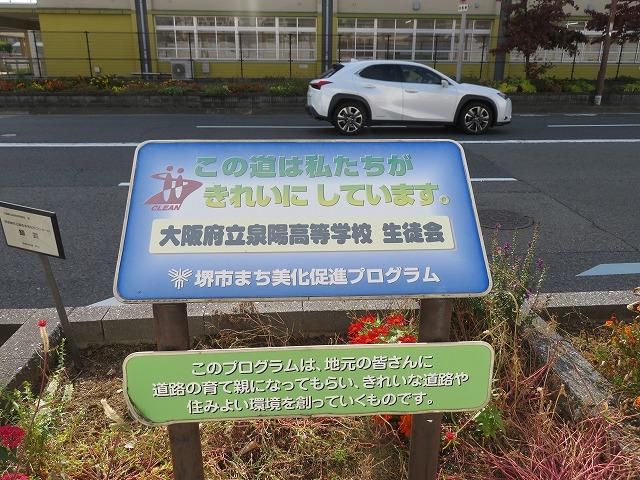 この道は私たちが
きれいにしています。
CLEAN
大阪府立泉陽高等学校 生徒会
堺市まち美化促進プログラム
このプログラムは、地元の皆さんに
道路の育て親になってもらい、きれいな道路や
住みよい環境を創っていくものです。